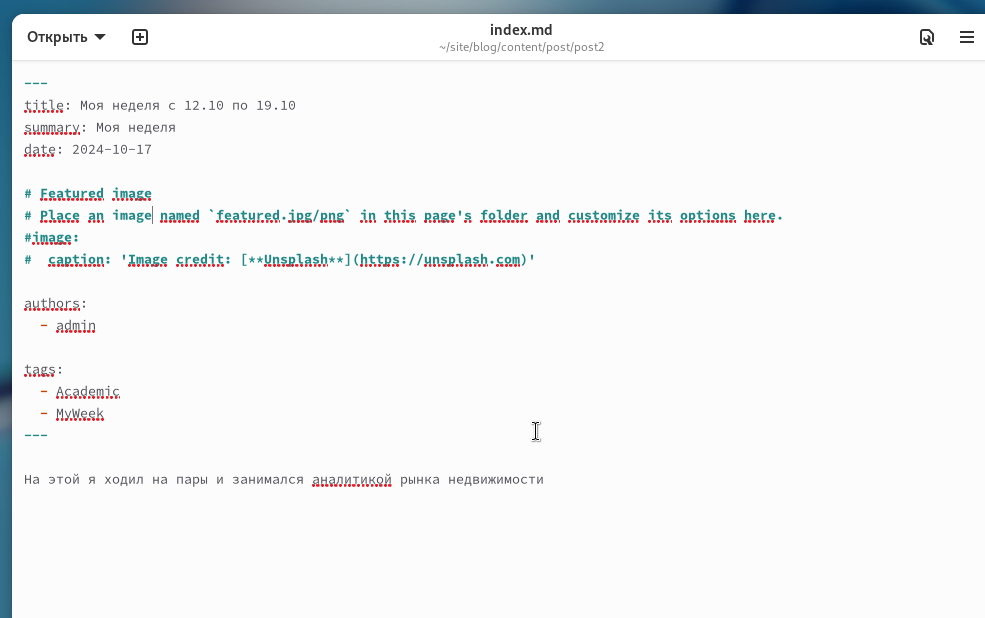 Открыть
index.md
~/site/blog/content/post/post2
---
title: Моя неделя с 12.10 по 19.10
summary: Моя неделя
date: 2024-10-17
# Featured image
# Place an image named `featured.jpg/png` in this page's folder and customize its options here.
#image:
#  caption: 'Image credit: [**Unsplash**](https://unsplash.com)'
authors:
  - admin
tags:
  - Academic
  - MyWeek
---
На этой я ходил на пары и занимался аналитикой рынка недвижимости